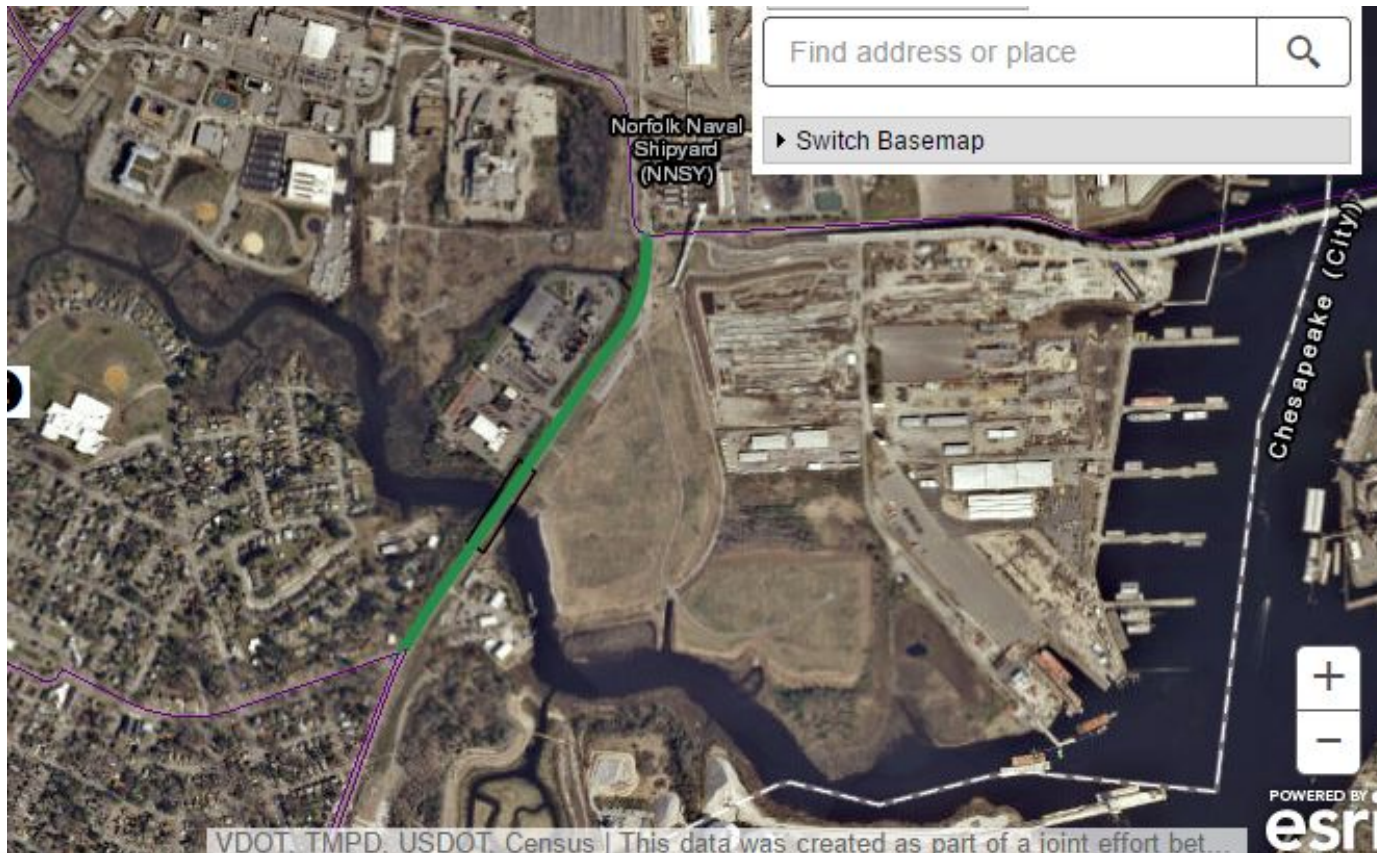 Find address or place
Switch Basemap
Norfolk Naval
Shipyard
(NNSY)
Chesapeake (City)
+
−
POWERED BY
esri
VDOT, TMPD, USDOT, Census | This data was created as part of a joint effort bet...